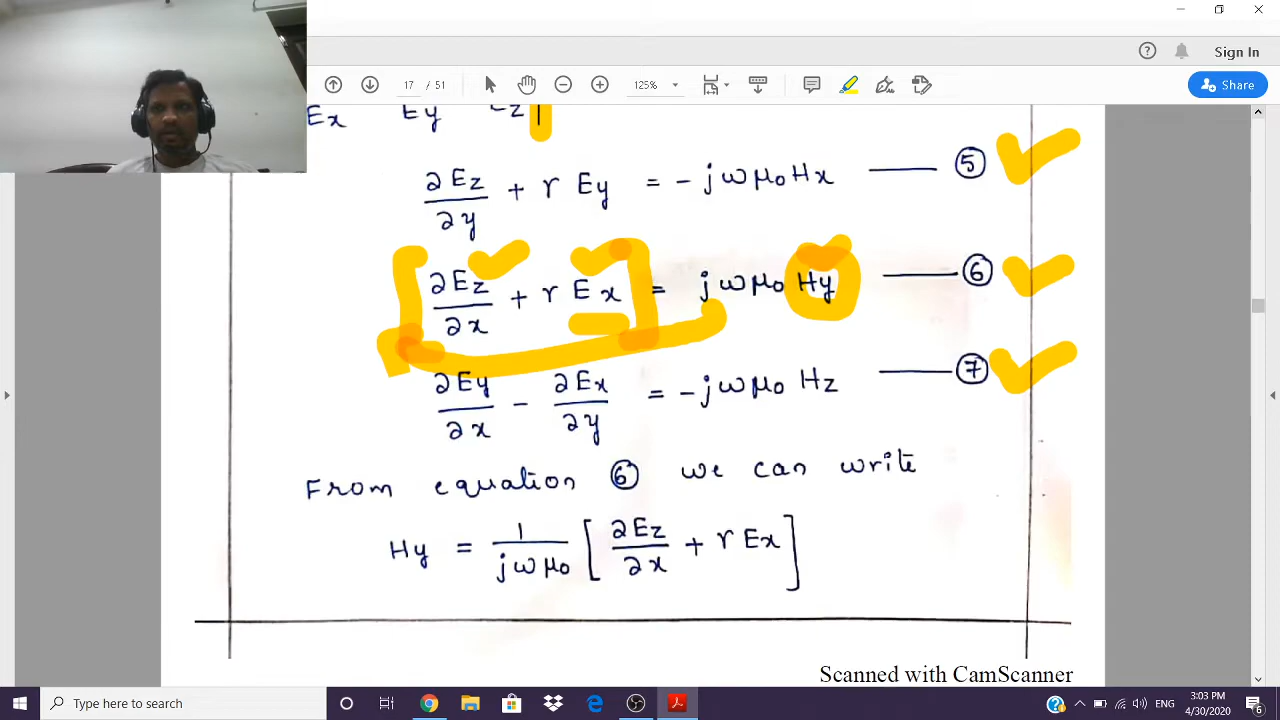 Sign In
17 / 51
125%
Share
Ex Ey Ez
∂Ez/∂y + γ Ey = - jωμ₀Hx —— ⑤
∂Ez/∂x + γ Ex = jωμ₀ Hy —— ⑥
∂Ey/∂x - ∂Ex/∂y = - jωμ₀ Hz —— ⑦
From equation ⑥ we can write
Hy = 1/jωμ₀ [ ∂Ez/∂x + γ Ex ]
Scanned with CamScanner
Type here to search
ENG
3:03 PM
4/30/2020